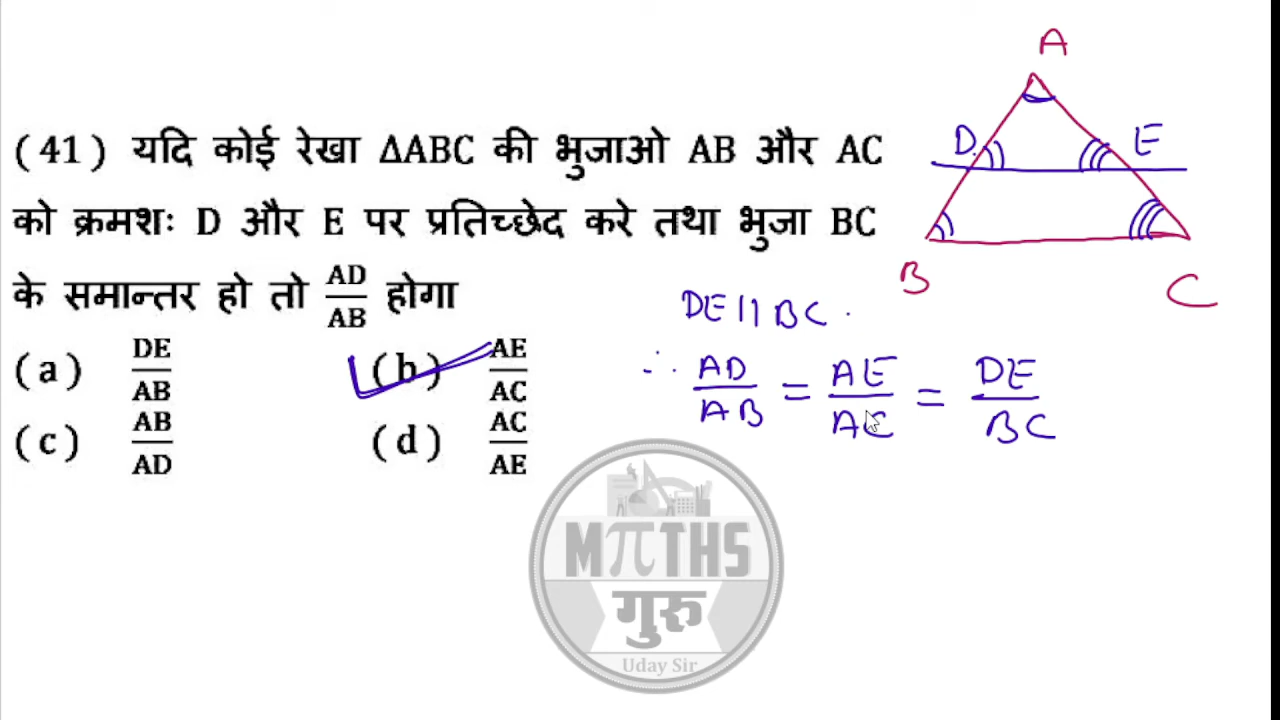 A
(41) यदि कोई रेखा ΔABC की भुजाओ AB और AC
D E
को क्रमशः D और E पर प्रतिच्छेद करे तथा भुजा BC
B C
के समान्तर हो तो AD/AB होगा
DE || BC .
(a) DE/AB (b) AE/AC
∴ AD/AB = AE/AC = DE/BC
(c) AB/AD (d) AC/AE
MπTHS
गुरु
Uday Sir